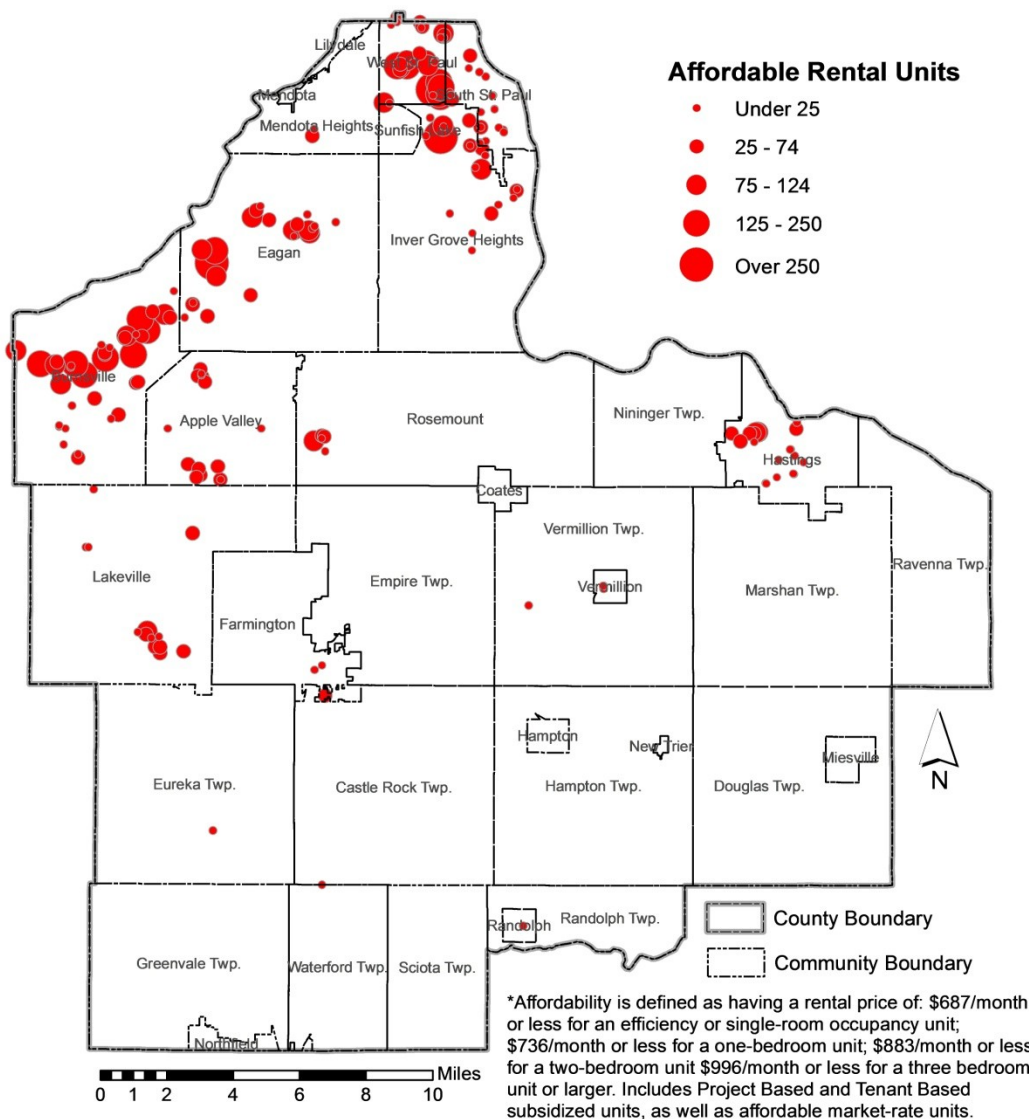 Affordable Rental Units
Under 25
25 - 74
75 - 124
125 - 250
Over 250
Lilydale
West St. Paul
Mendota
South St. Paul
Mendota Heights
Sunfish Lake
Inver Grove Heights
Eagan
Burnsville
Apple Valley
Rosemount
Nininger Twp.
Hastings
Coates
Vermillion Twp.
Ravenna Twp.
Lakeville
Empire Twp.
Vermillion
Marshan Twp.
Farmington
Hampton
New Trier
Miesville
Eureka Twp.
Castle Rock Twp.
Hampton Twp.
Douglas Twp.
N
Randolph
Randolph Twp.
County Boundary
Greenvale Twp.
Waterford Twp.
Sciota Twp.
Community Boundary
Northfield
Miles
0 1 2 4 6 8 10
*Affordability is defined as having a rental price of: $687/month
or less for an efficiency or single-room occupancy unit;
$736/month or less for a one-bedroom unit; $883/month or less
for a two-bedroom unit $996/month or less for a three bedroom
unit or larger. Includes Project Based and Tenant Based
subsidized units, as well as affordable market-rate units.